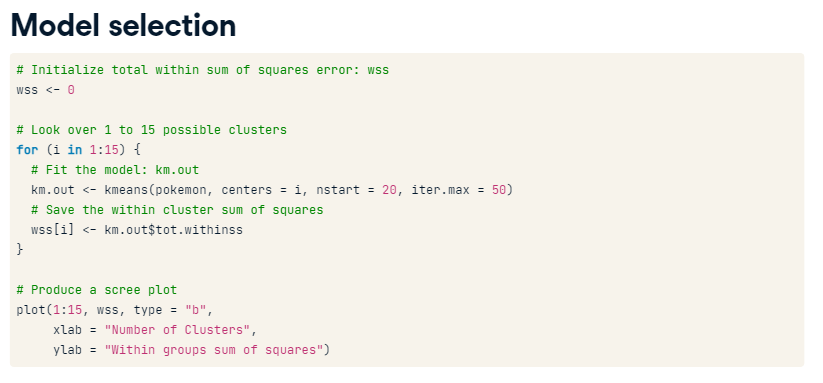 Model selection
# Initialize total within sum of squares error: wss
wss <- 0
# Look over 1 to 15 possible clusters
for (i in 1:15) {
  # Fit the model: km.out
  km.out <- kmeans(pokemon, centers = i, nstart = 20, iter.max = 50)
  # Save the within cluster sum of squares
  wss[i] <- km.out$tot.withinss
}
# Produce a scree plot
plot(1:15, wss, type = "b",
     xlab = "Number of Clusters",
     ylab = "Within groups sum of squares")